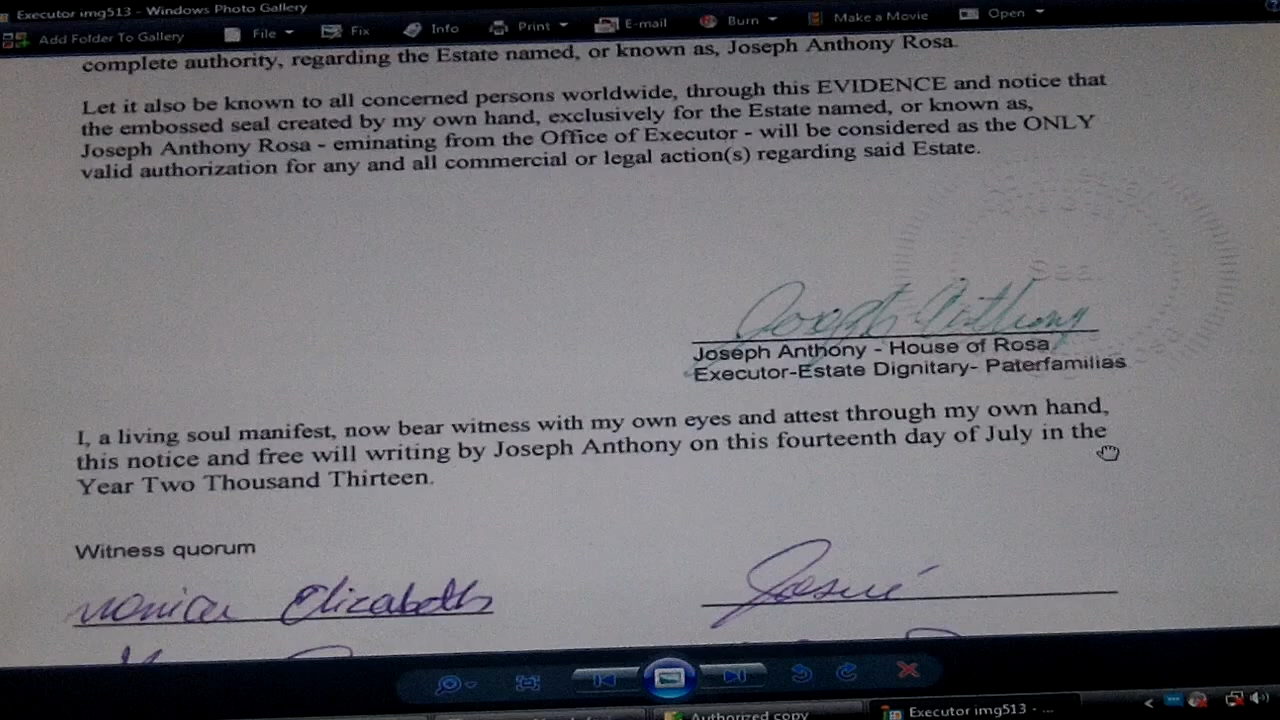 Executor img513 - Windows Photo Gallery
Add Folder To Gallery File Fix Info Print E-mail Burn Make a Movie Open
complete authority, regarding the Estate named, or known as, Joseph Anthony Rosa.
Let it also be known to all concerned persons worldwide, through this EVIDENCE and notice that
the embossed seal created by my own hand, exclusively for the Estate named, or known as,
Joseph Anthony Rosa - eminating from the Office of Executor - will be considered as the ONLY
valid authorization for any and all commercial or legal action(s) regarding said Estate.
Seal
Joseph Anthony
Joseph Anthony - House of Rosa
Executor-Estate Dignitary- Paterfamilias
I, a living soul manifest, now bear witness with my own eyes and attest through my own hand,
this notice and free will writing by Joseph Anthony on this fourteenth day of July in the
Year Two Thousand Thirteen.
Witness quorum
Monica Elizabeth Josué
Authorized copy Executor img513 - ...